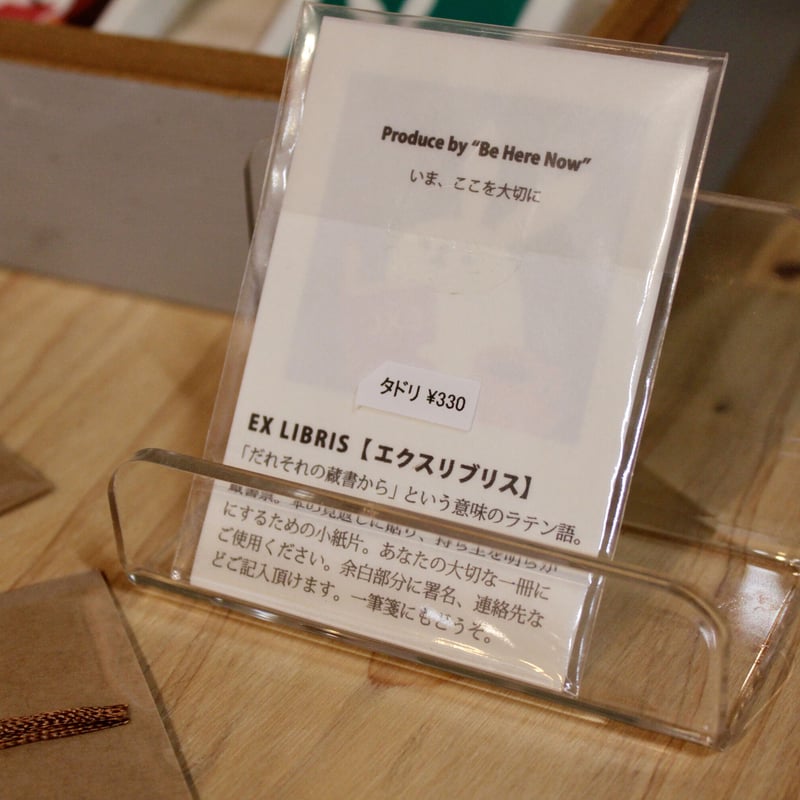 Produce by “Be Here Now”
いま、ここを大切に
タドリ ¥330
EX LIBRIS【エクスリブリス】
「だれそれの蔵書から」という意味のラテン語。
蔵書票。本の見返しに貼り、持ち主を明らか
にするための小紙片。あなたの大切な一冊に
ご使用ください。余白部分に署名、連絡先な
どご記入頂けます。一筆箋にもどうぞ。